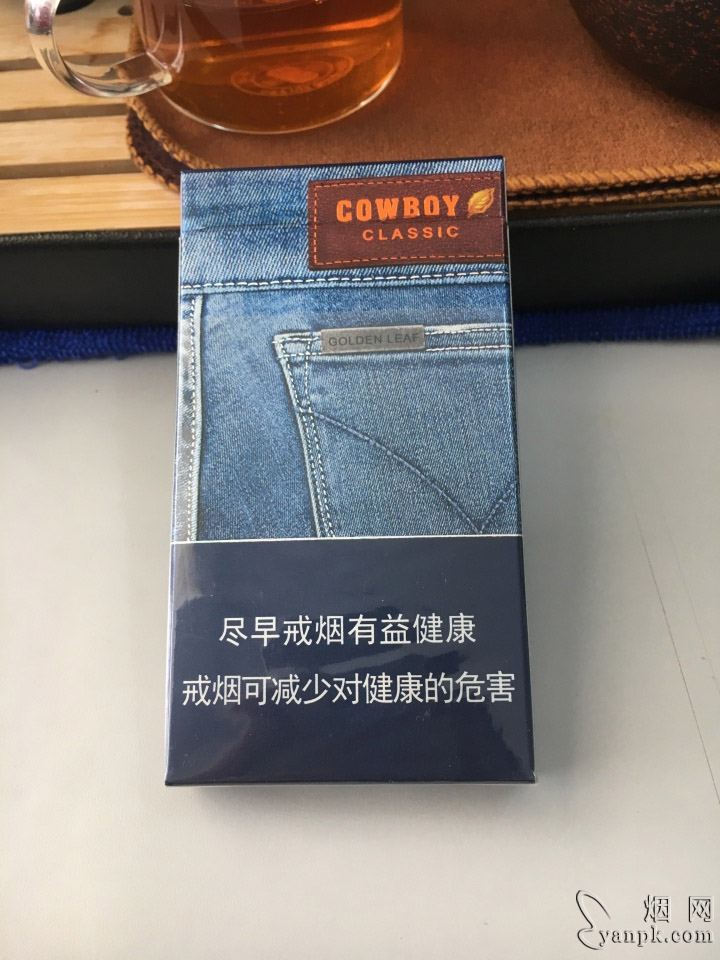 COWBOY
CLASSIC
GOLDEN LEAF
尽早戒烟有益健康
戒烟可减少对健康的危害
烟网
yanpk.com